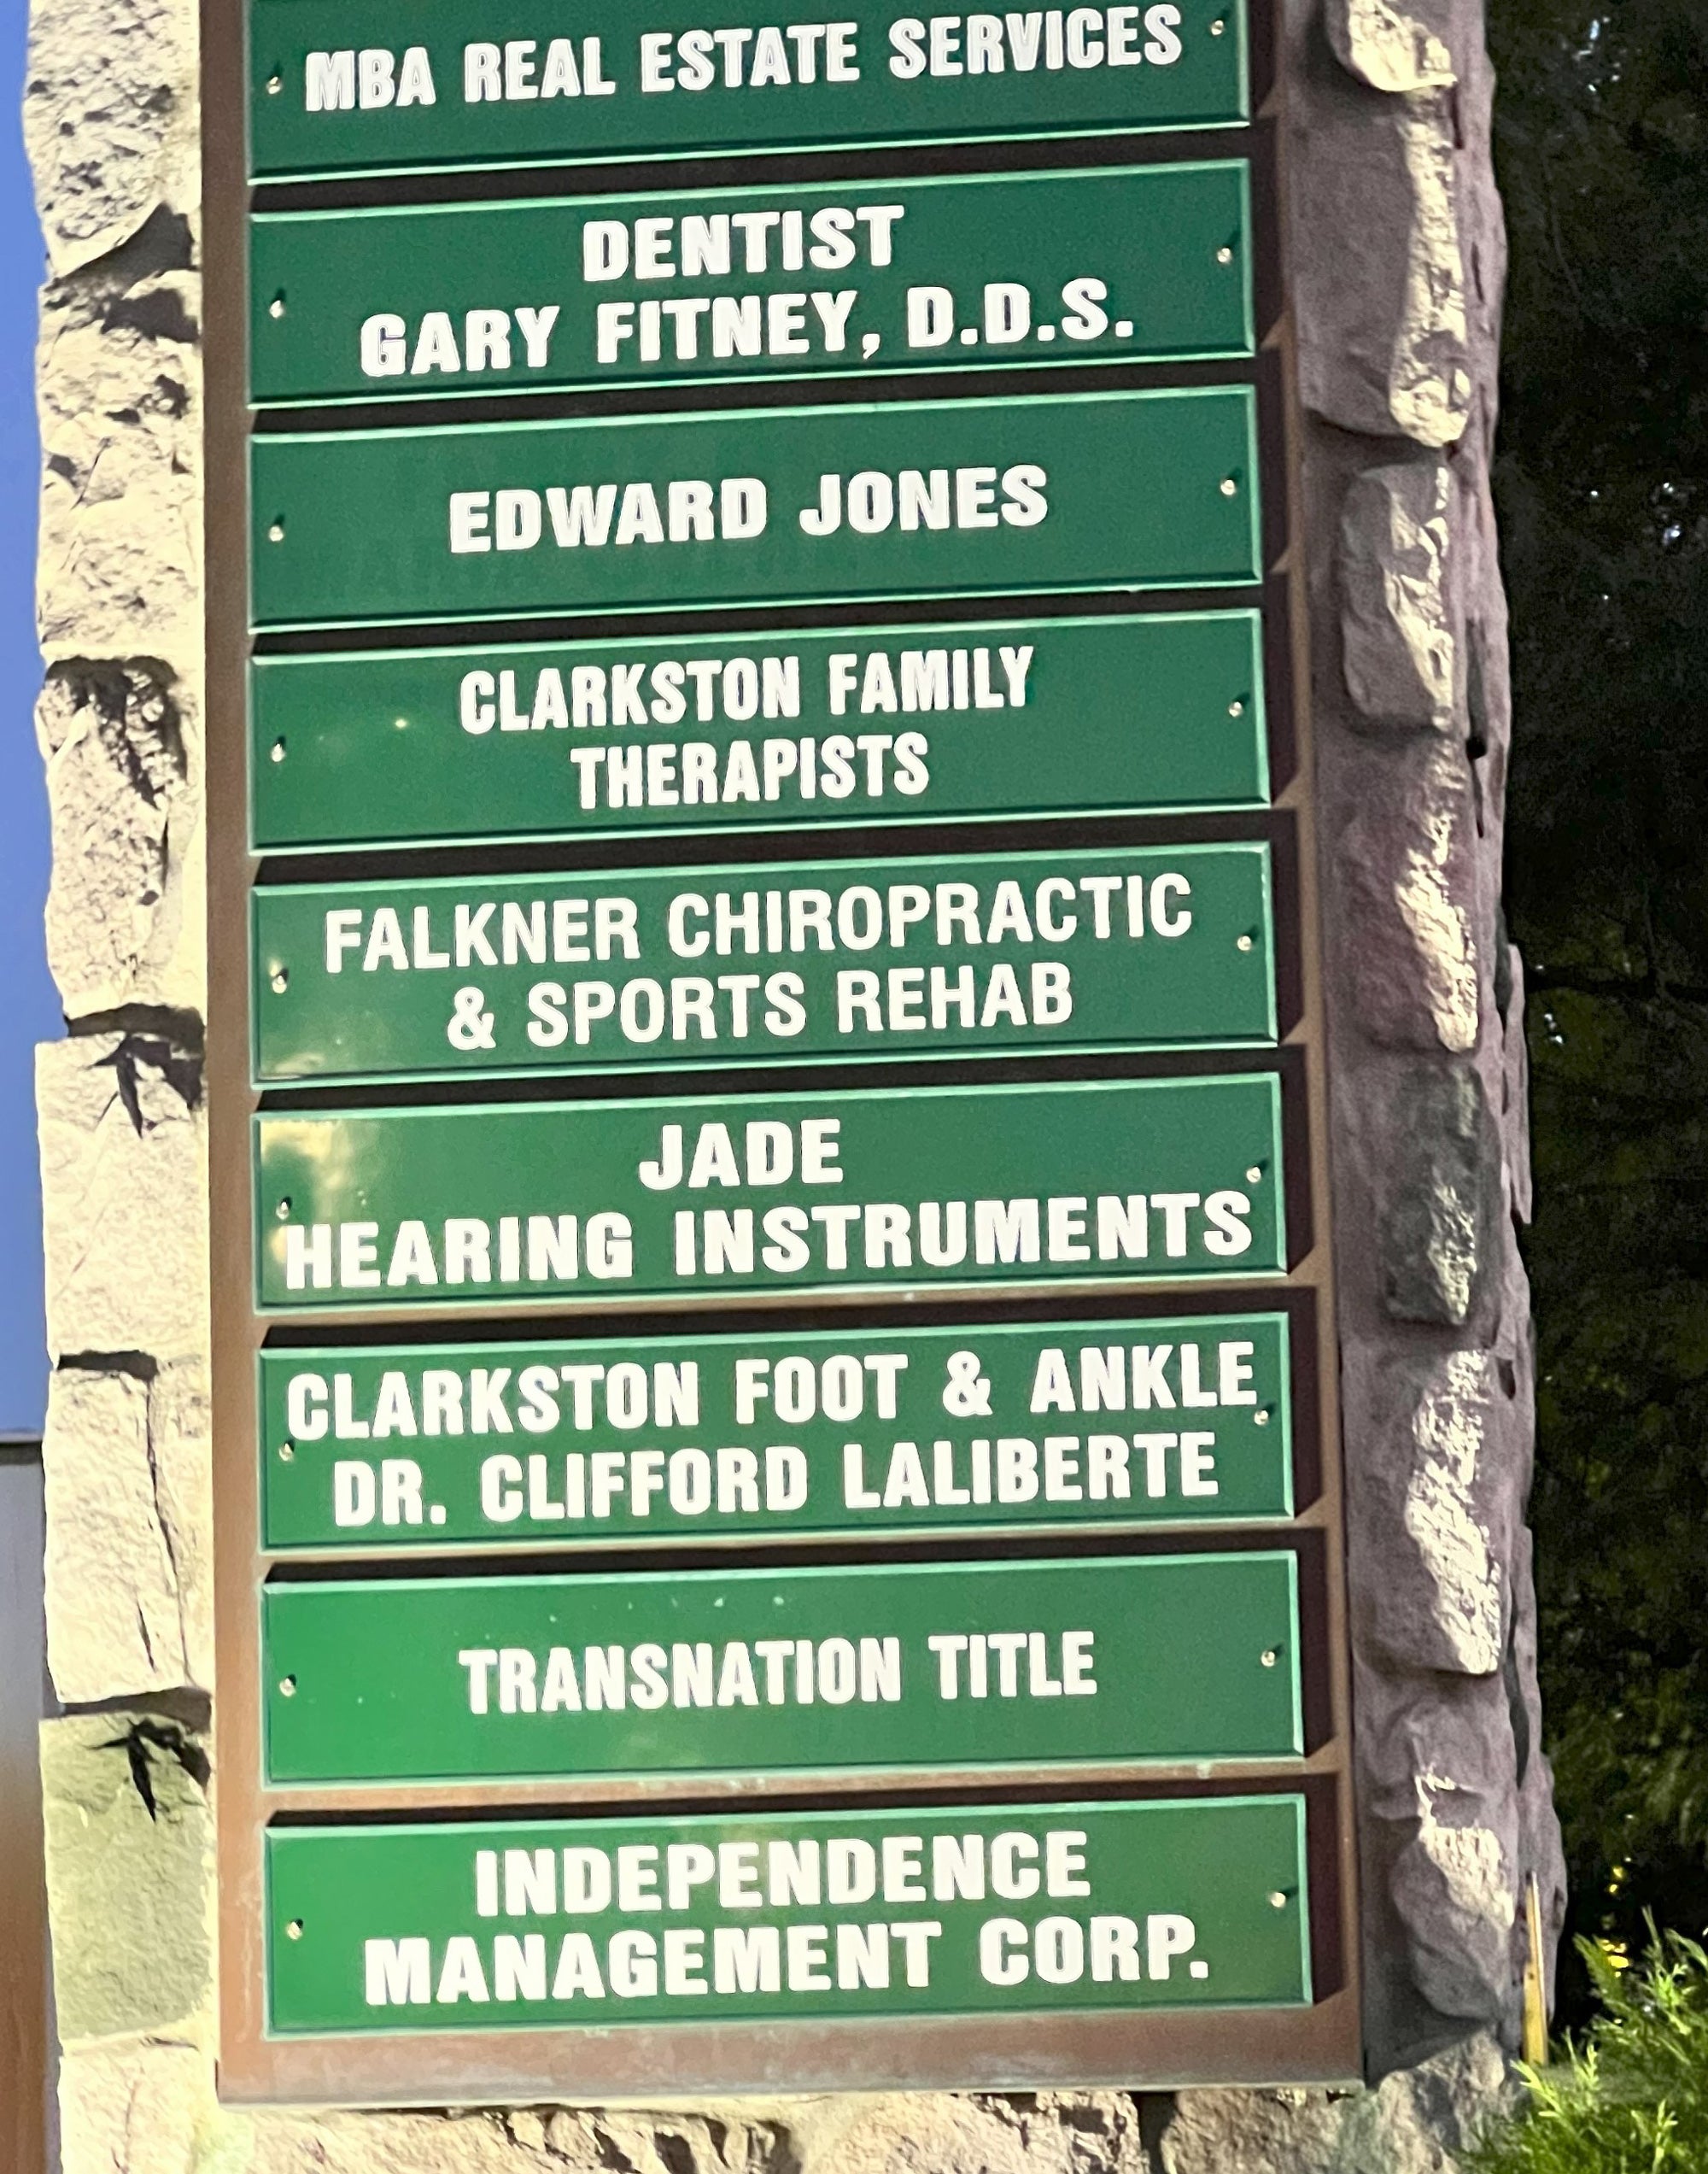 MBA REAL ESTATE SERVICES
DENTIST
GARY FITNEY, D.D.S.
EDWARD JONES
CLARKSTON FAMILY
THERAPISTS
FALKNER CHIROPRACTIC
& SPORTS REHAB
JADE
HEARING INSTRUMENTS
CLARKSTON FOOT & ANKLE
DR. CLIFFORD LALIBERTE
TRANSNATION TITLE
INDEPENDENCE
MANAGEMENT CORP.